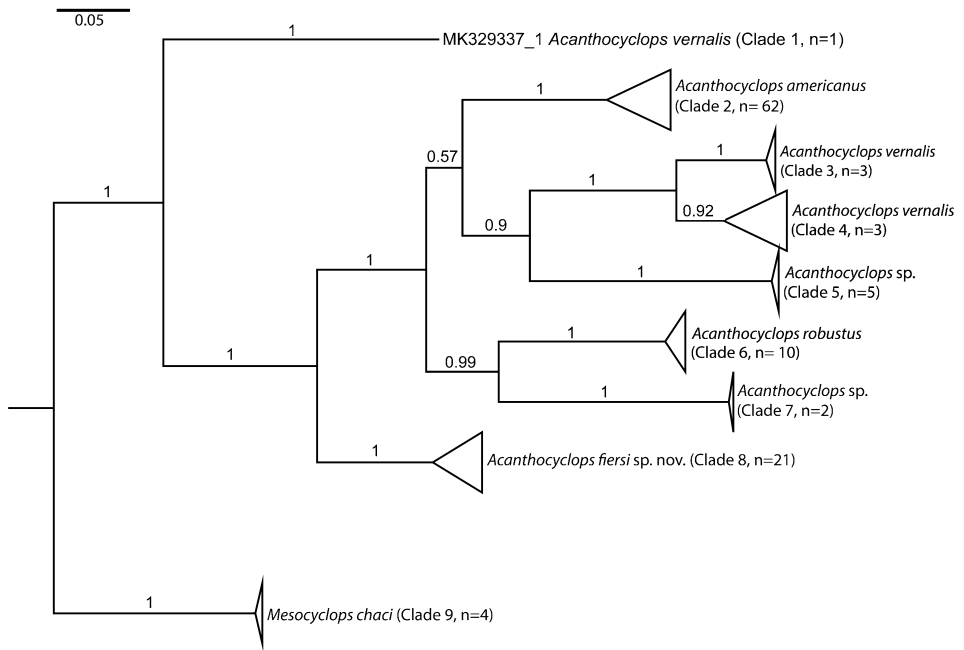 0.05
1
MK329337_1 Acanthocyclops vernalis (Clade 1, n=1)
1
Acanthocyclops americanus
(Clade 2, n= 62)
0.57
1
Acanthocyclops vernalis
(Clade 3, n=3)
1
1
0.92
Acanthocyclops vernalis
(Clade 4, n=3)
0.9
1
1
Acanthocyclops sp.
(Clade 5, n=5)
1
Acanthocyclops robustus
(Clade 6, n= 10)
1
0.99
1
Acanthocyclops sp.
(Clade 7, n=2)
1
Acanthocyclops fiersi sp. nov. (Clade 8, n=21)
1
Mesocyclops chaci (Clade 9, n=4)